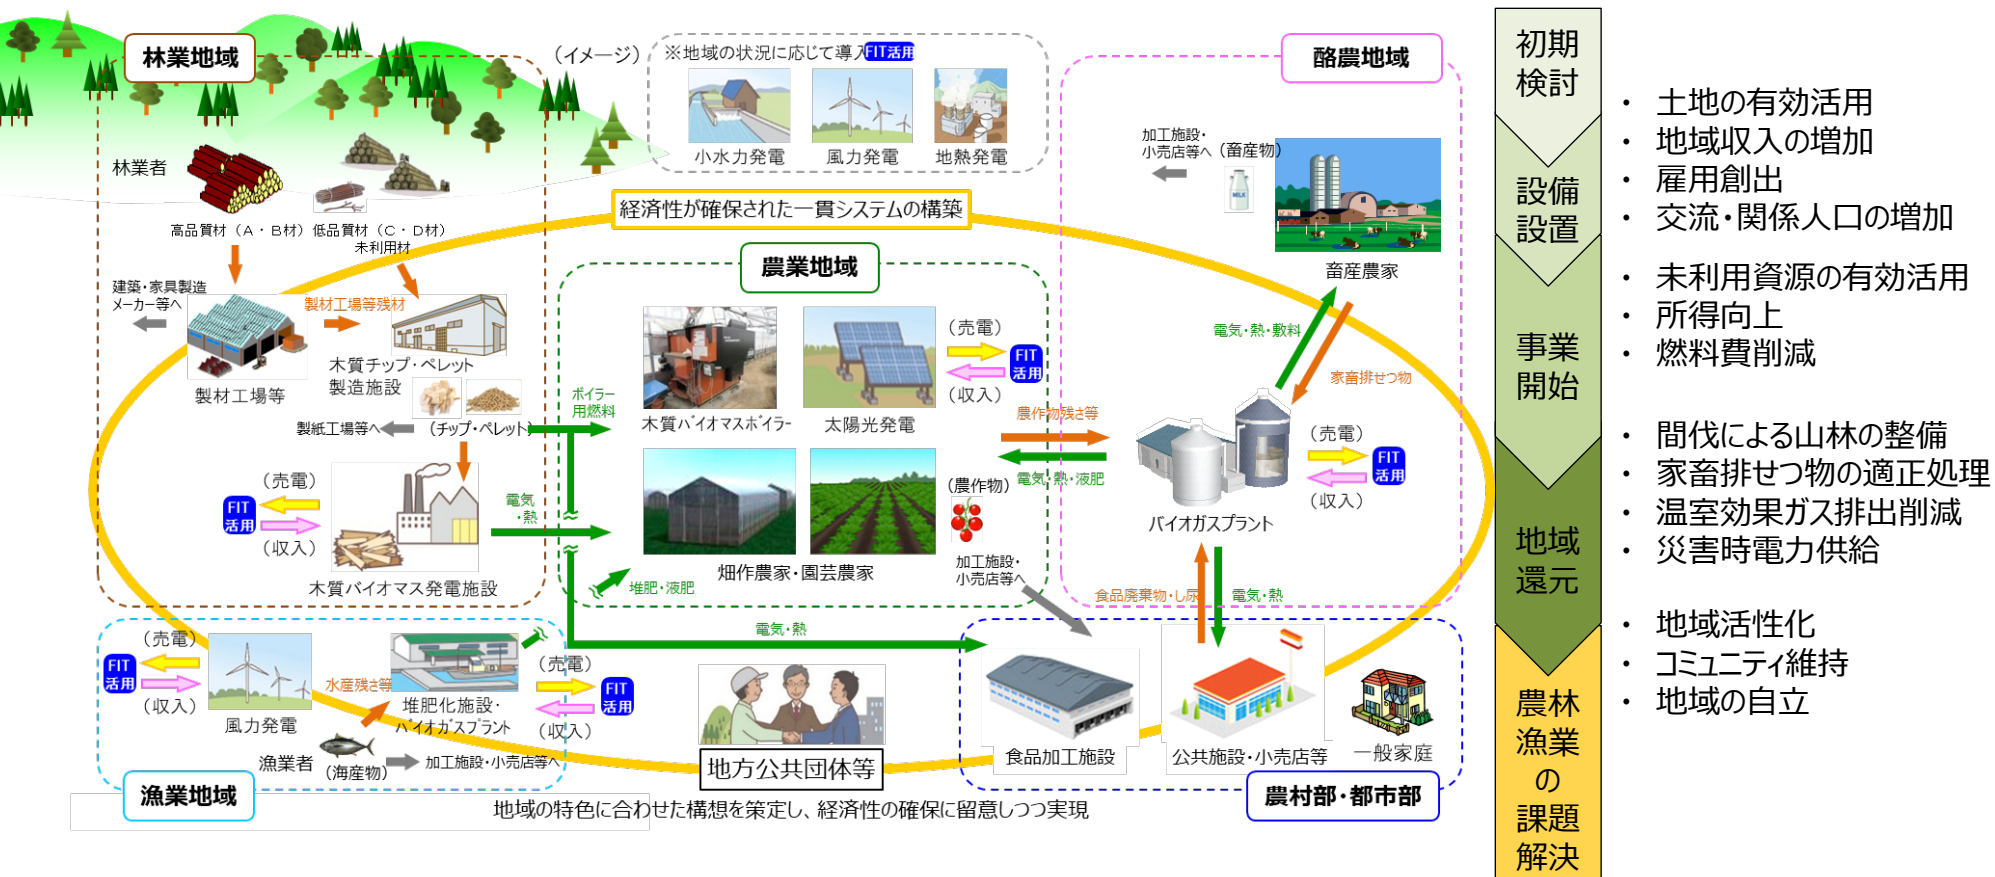 林業地域
（イメージ）
※地域の状況に応じて導入
FIT活用
小水力発電
風力発電
地熱発電
酪農地域
林業者
高品質材（Ａ・Ｂ材）
低品質材（Ｃ・Ｄ材）
未利用材
建築・家具製造
メーカー等へ
製材工場等残材
製材工場等
木質チップ・ペレット
製造施設
製紙工場等へ
（チップ・ペレット）
（売電）
FIT
活用
（収入）
木質バイオマス発電施設
経済性が確保された一貫システムの構築
農業地域
ボイラー
用燃料
木質バイオマスボイラー
太陽光発電
（売電）
FIT
活用
（収入）
電気
・熱
畑作農家・園芸農家
（農作物）
加工施設・
小売店等へ
堆肥・液肥
電気・熱
加工施設・
小売店等へ
（畜産物）
MILK
畜産農家
電気・熱・敷料
家畜排せつ物
農作物残さ等
電気・熱・液肥
バイオガスプラント
（売電）
FIT
活用
（収入）
食品廃棄物・し尿
電気・熱
（売電）
FIT
活用
（収入）
風力発電
水産残さ等
堆肥化施設・
バイオガスプラント
（売電）
FIT
活用
（収入）
漁業者
（海産物）
加工施設・小売店等へ
漁業地域
地方公共団体等
食品加工施設
公共施設・小売店等
一般家庭
農村部・都市部
地域の特色に合わせた構想を策定し、経済性の確保に留意しつつ実現
初期
検討
設備
設置
事業
開始
地域
還元
農林
漁業
の
課題
解決
・ 土地の有効活用
・ 地域収入の増加
・ 雇用創出
・ 交流・関係人口の増加
・ 未利用資源の有効活用
・ 所得向上
・ 燃料費削減
・ 間伐による山林の整備
・ 家畜排せつ物の適正処理
・ 温室効果ガス排出削減
・ 災害時電力供給
・ 地域活性化
・ コミュニティ維持
・ 地域の自立